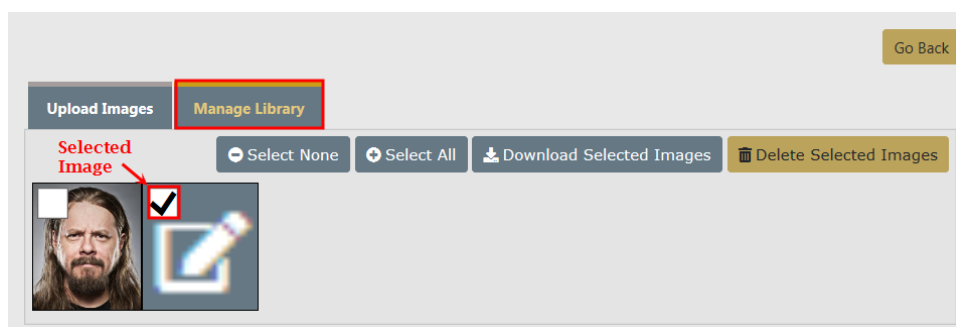 Go Back
Upload Images
Manage Library
Selected
Image
Select None
Select All
Download Selected Images
Delete Selected Images